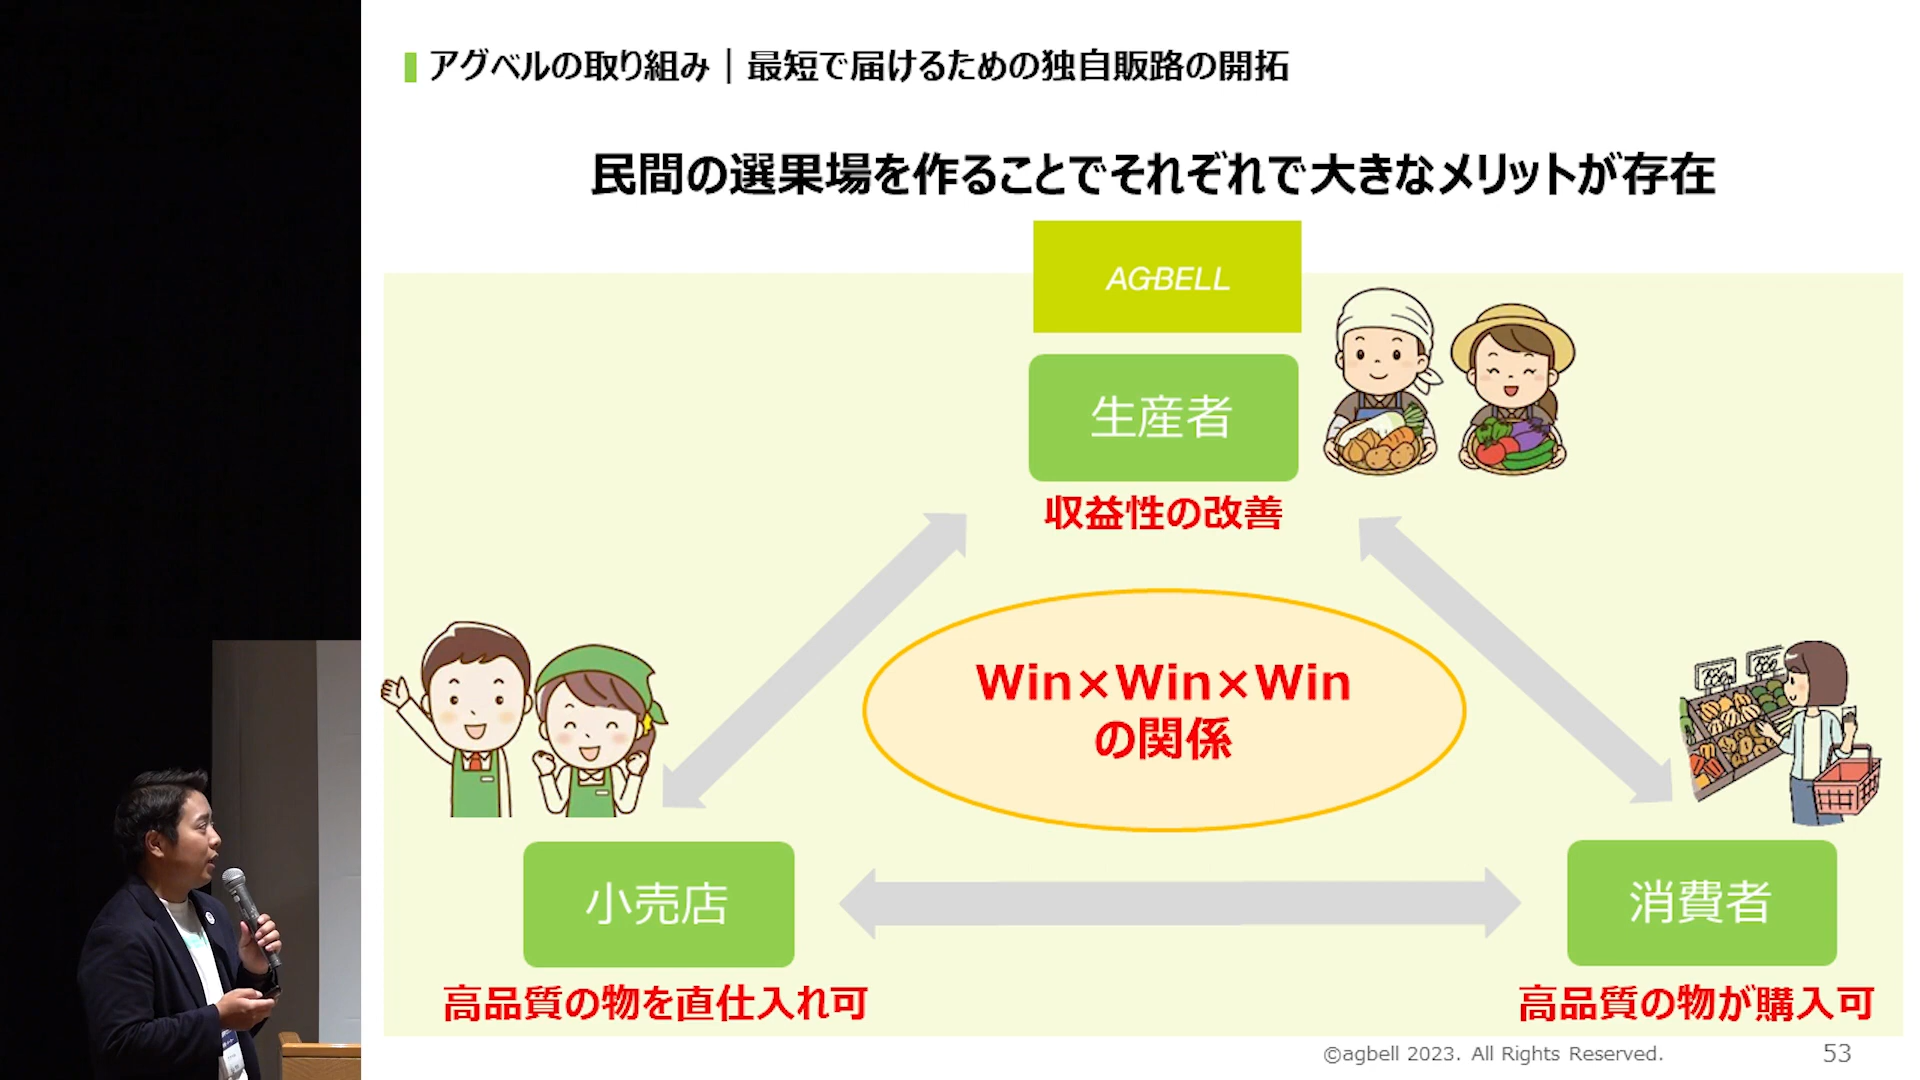 アグベルの取り組み｜最短で届けるための独自販路の開拓
民間の選果場を作ることでそれぞれで大きなメリットが存在
AGBELL
生産者
収益性の改善
Win×Win×Win
の関係
小売店
高品質の物を直仕入れ可
消費者
高品質の物が購入可
©agbell 2023. All Rights Reserved.
53